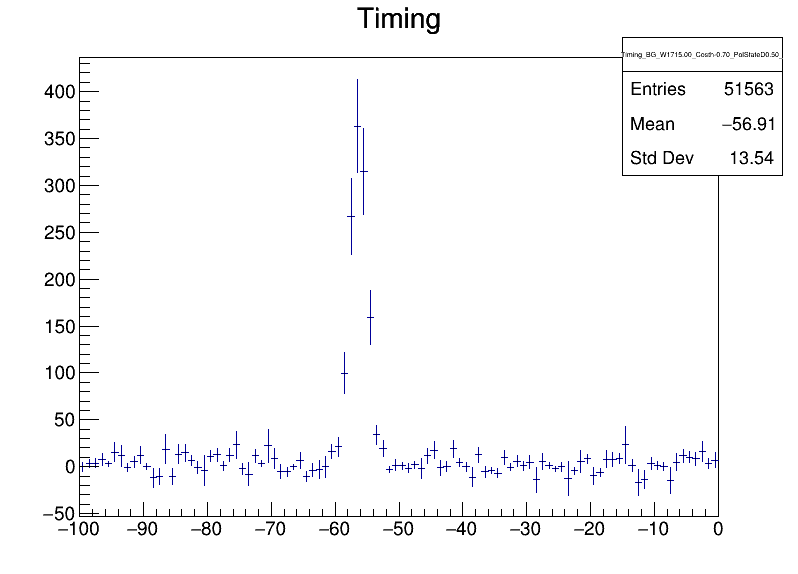 Timing
Timing_BG_W1715.00_Costh-0.70_PolStateD0.50_
Entries 51563
Mean −56.91
Std Dev 13.54
400
350
300
250
200
150
100
50
0
−50
−100 −90 −80 −70 −60 −50 −40 −30 −20 −10 0